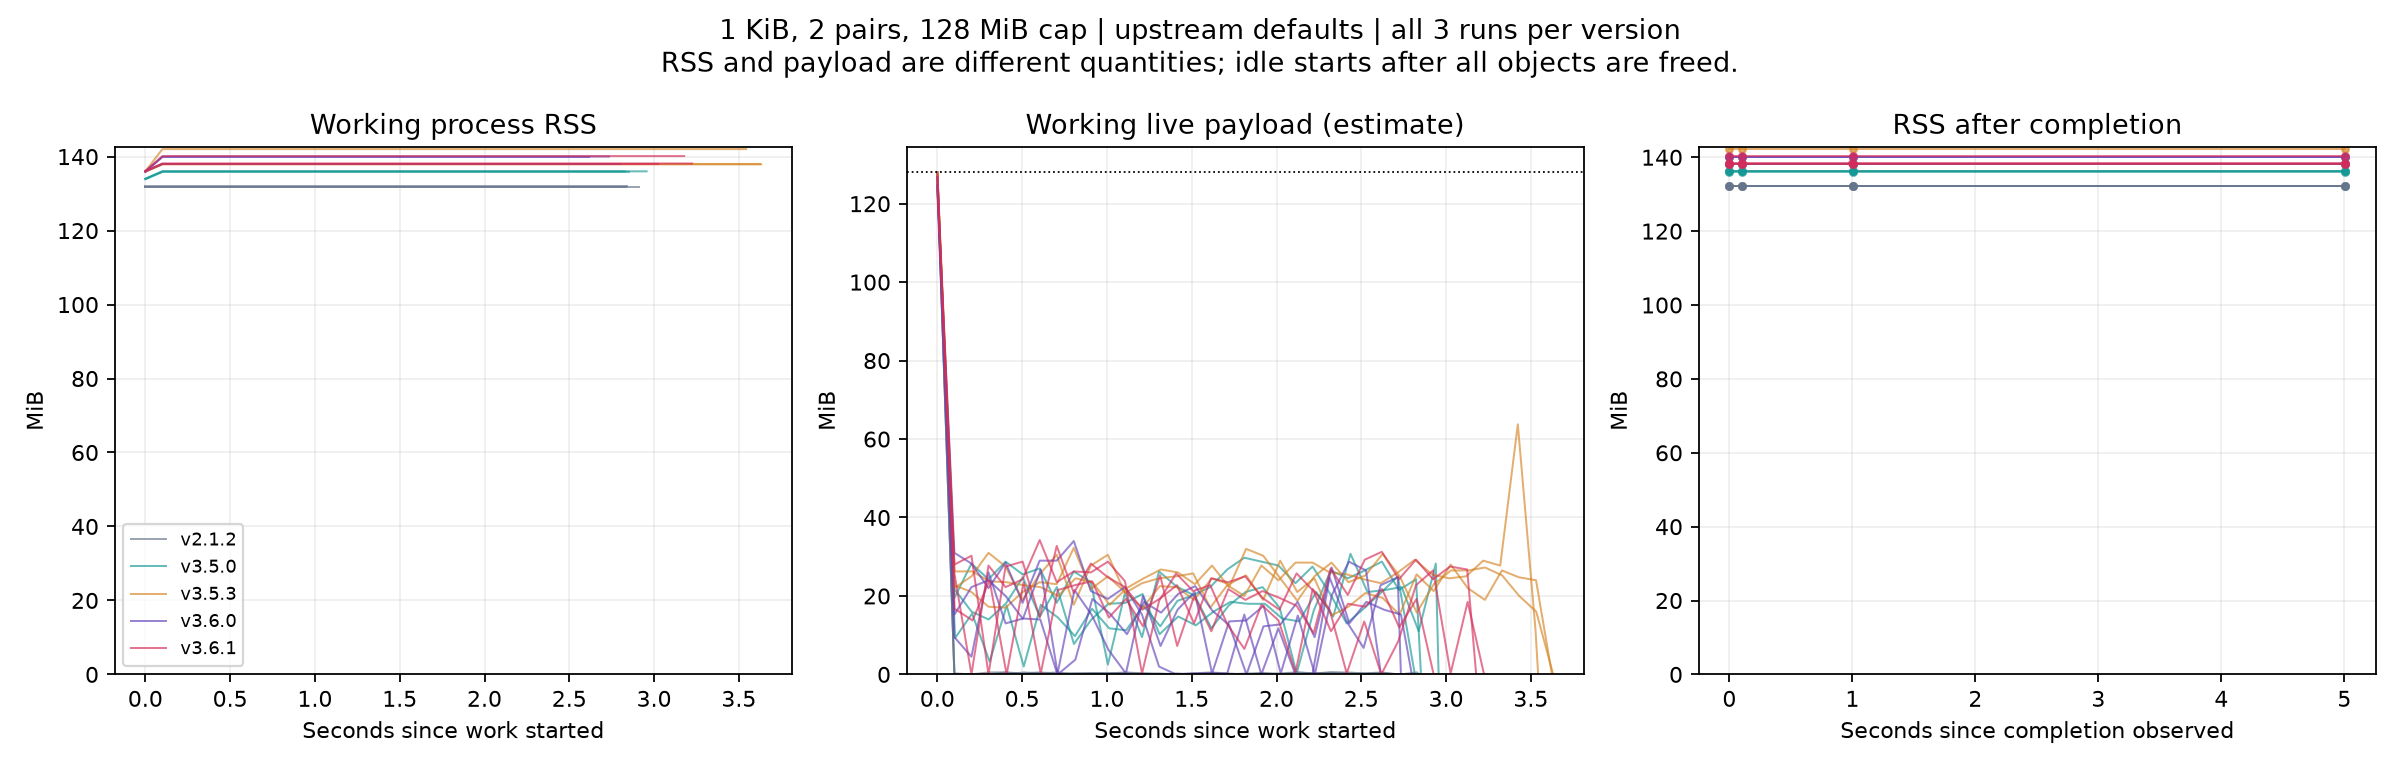 1 KiB, 2 pairs, 128 MiB cap | upstream defaults | all 3 runs per version
RSS and payload are different quantities; idle starts after all objects are freed.
Working process RSS
MiB
140
120
100
80
60
40
20
0
v2.1.2
v3.5.0
v3.5.3
v3.6.0
v3.6.1
0.0 0.5 1.0 1.5 2.0 2.5 3.0 3.5
Seconds since work started
Working live payload (estimate)
MiB
120
100
80
60
40
20
0
0.0 0.5 1.0 1.5 2.0 2.5 3.0 3.5
Seconds since work started
RSS after completion
MiB
140
120
100
80
60
40
20
0
0 1 2 3 4 5
Seconds since completion observed